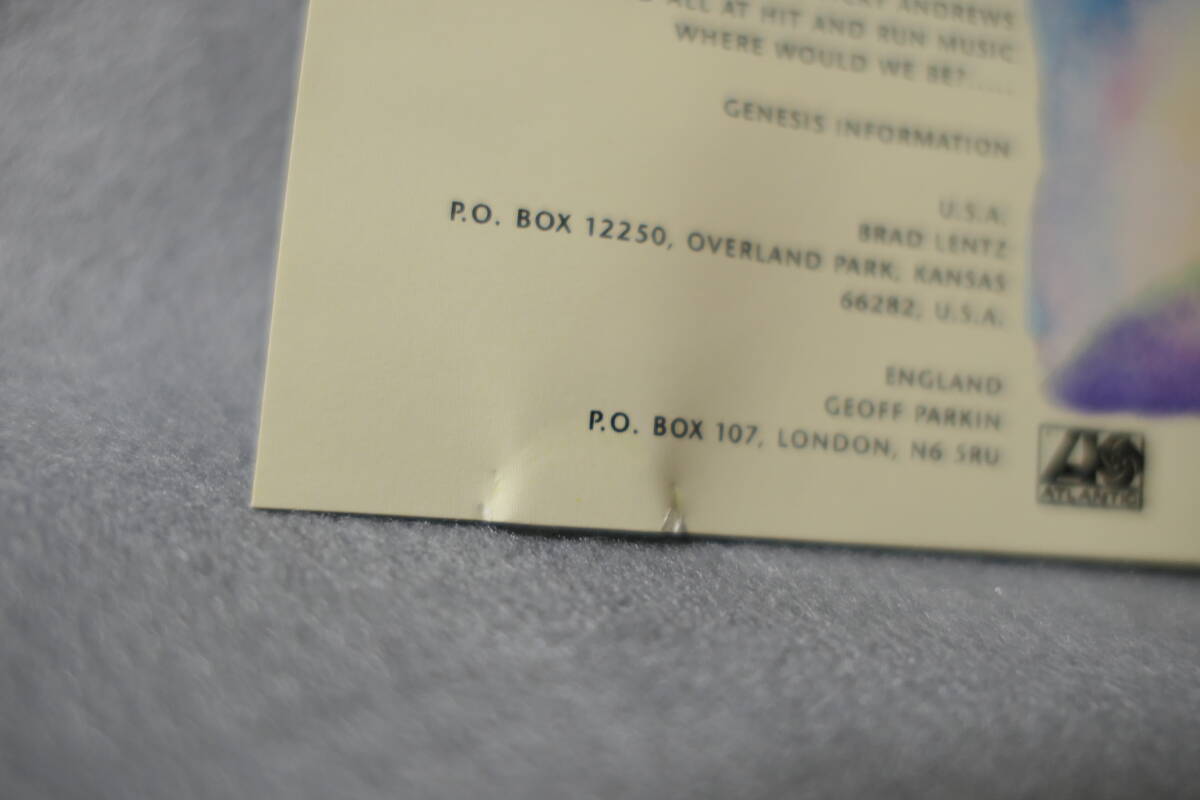 ANDREWS
ALL AT HIT AND RUN MUSIC
WHERE WOULD WE BE?.....
GENESIS INFORMATION
U.S.A:
BRAD LENTZ
P.O. BOX 12250, OVERLAND PARK, KANSAS
66282, U.S.A.
ENGLAND
GEOFF PARKIN
P.O. BOX 107, LONDON, N6 5RU
ATLANTIC